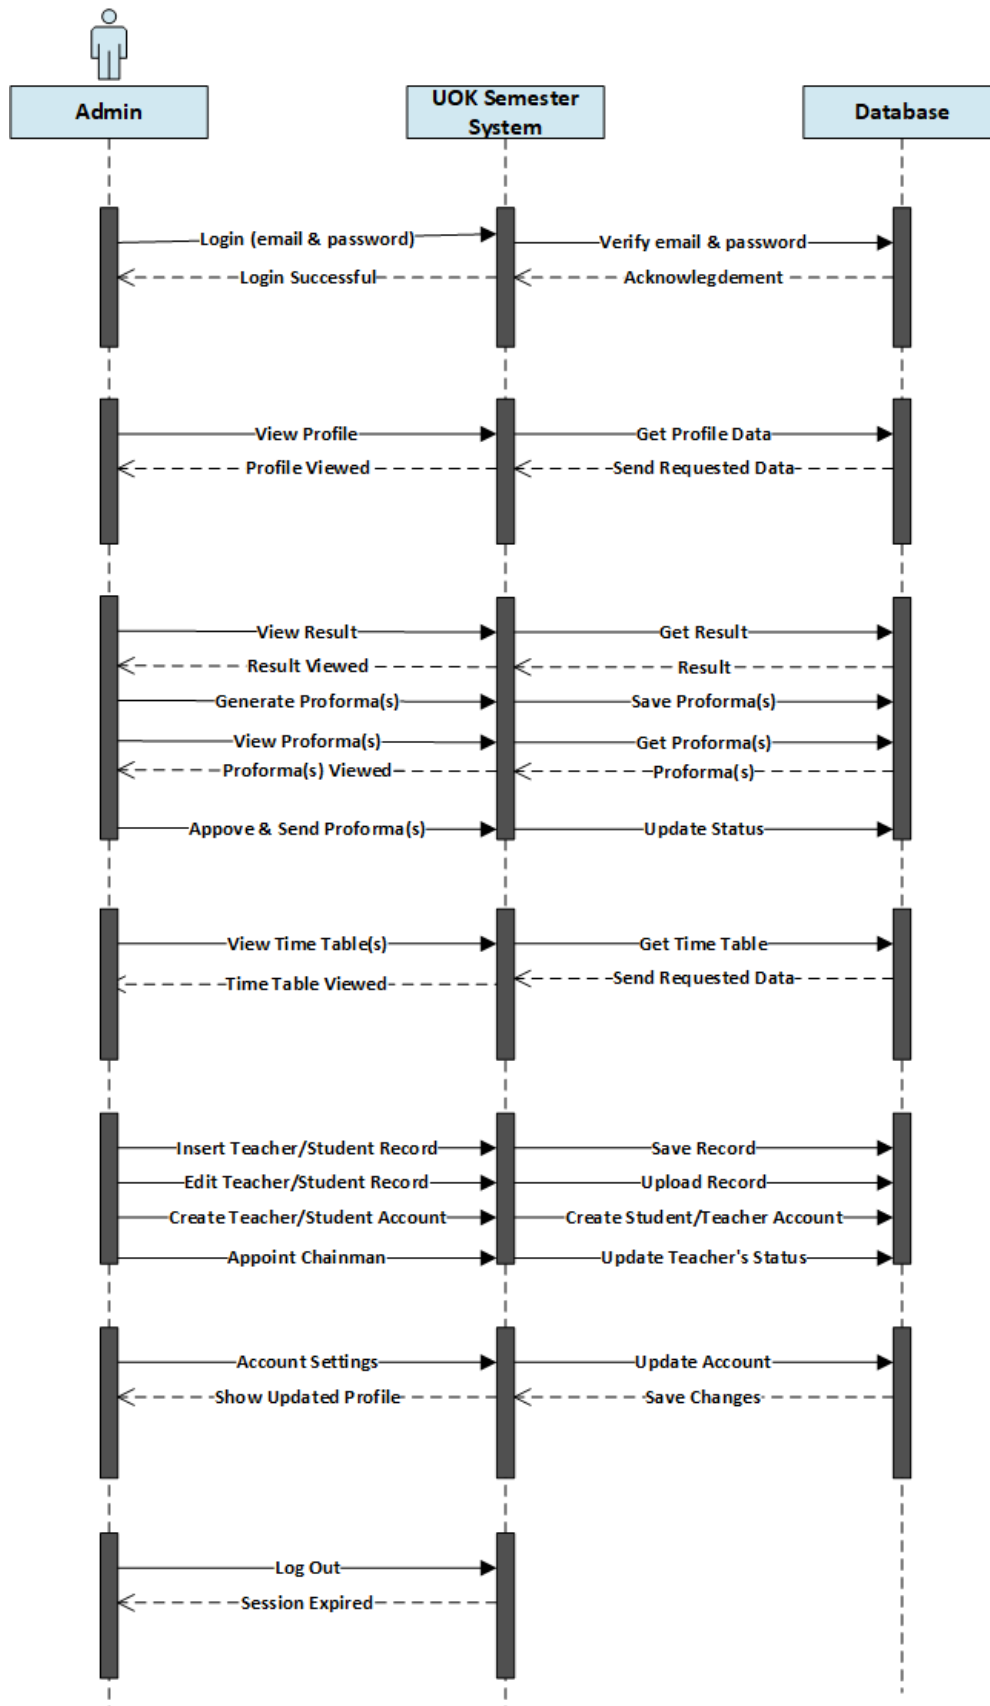 Admin
UOK Semester
System
Database
Login (email & password)
Verify email & password
Login Successful
Acknowlegdement
View Profile
Get Profile Data
Profile Viewed
Send Requested Data
View Result
Get Result
Result Viewed
Result
Generate Proforma(s)
Save Proforma(s)
View Proforma(s)
Get Proforma(s)
Proforma(s) Viewed
Proforma(s)
Appove & Send Proforma(s)
Update Status
View Time Table(s)
Get Time Table
Time Table Viewed
Send Requested Data
Insert Teacher/Student Record
Save Record
Edit Teacher/Student Record
Upload Record
Create Teacher/Student Account
Create Student/Teacher Account
Appoint Chainman
Update Teacher's Status
Account Settings
Update Account
Show Updated Profile
Save Changes
Log Out
Session Expired